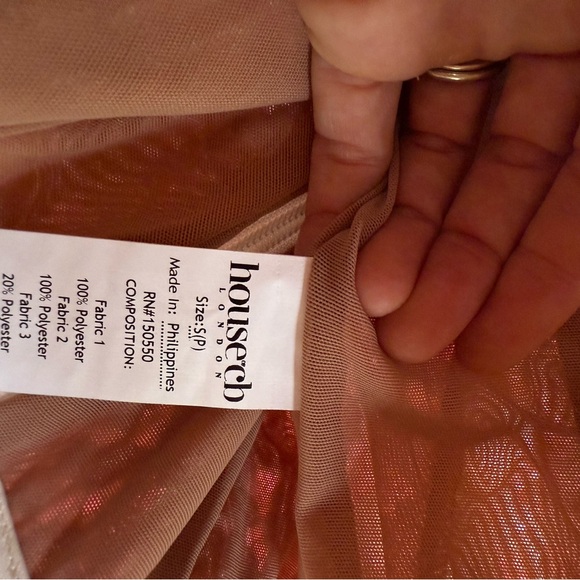 house cb
LONDON
Size: S(P)
Made In: Philippines
RN#150550
COMPOSITION:
Fabric 1
100% Polyester
Fabric 2
100% Polyester
Fabric 3
20% Polyester